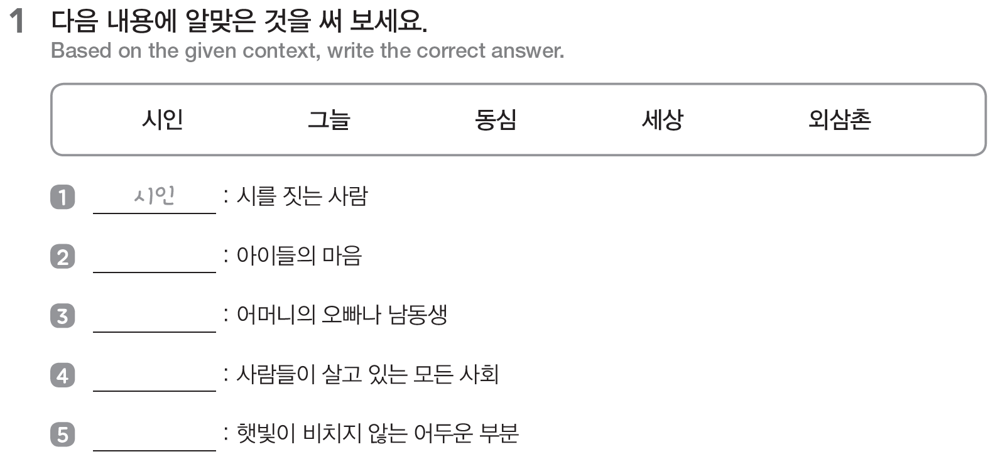 1 다음 내용에 알맞은 것을 써 보세요.
Based on the given context, write the correct answer.
시인 그늘 동심 세상 외삼촌
1 시인 : 시를 짓는 사람
2 : 아이들의 마음
3 : 어머니의 오빠나 남동생
4 : 사람들이 살고 있는 모든 사회
5 : 햇빛이 비치지 않는 어두운 부분